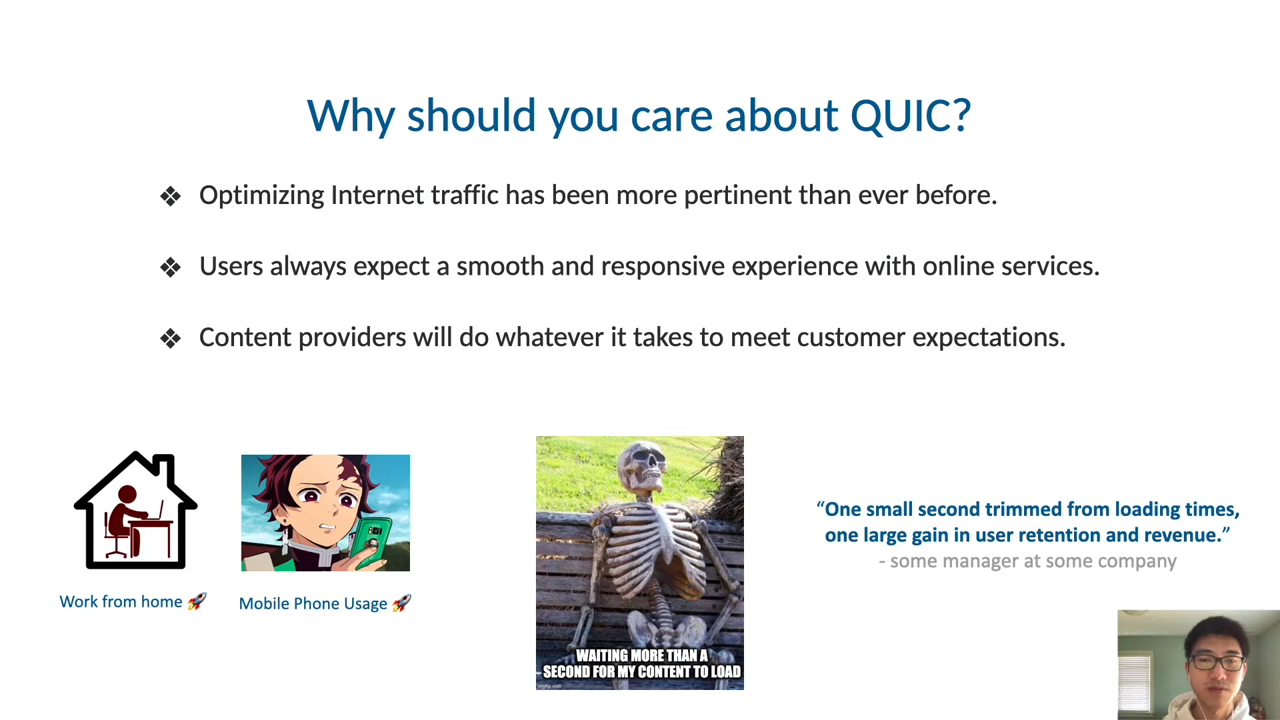 Why should you care about QUIC?
❖ Optimizing Internet traffic has been more pertinent than ever before.
❖ Users always expect a smooth and responsive experience with online services.
❖ Content providers will do whatever it takes to meet customer expectations.
Work from home 🚀
Mobile Phone Usage 🚀
WAITING MORE THAN A
SECOND FOR MY CONTENT TO LOAD
imgflip.com
“One small second trimmed from loading times,
one large gain in user retention and revenue.”
- some manager at some company